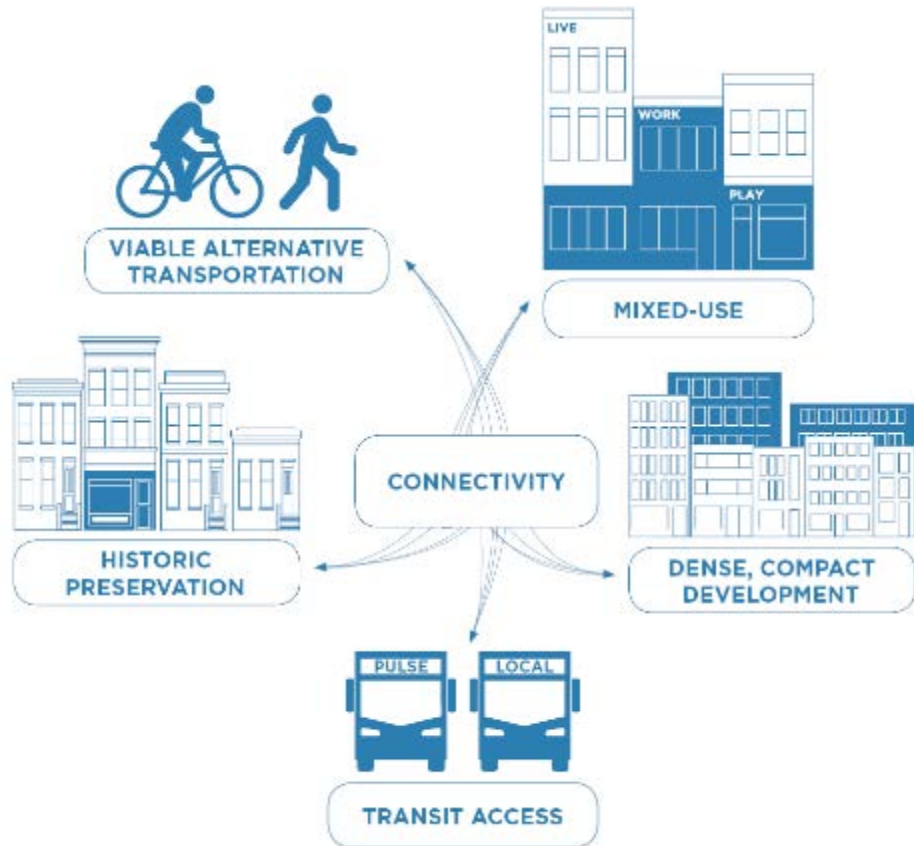 LIVE
WORK
PLAY
VIABLE ALTERNATIVE
TRANSPORTATION
MIXED-USE
CONNECTIVITY
HISTORIC
PRESERVATION
DENSE, COMPACT
DEVELOPMENT
PULSE
LOCAL
TRANSIT ACCESS